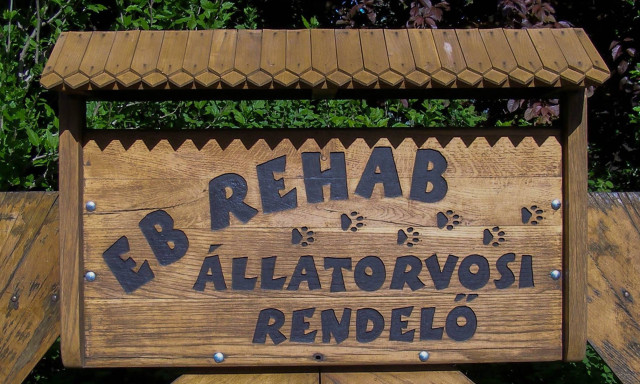 EB REHAB
ÁLLATORVOSI
RENDELŐ